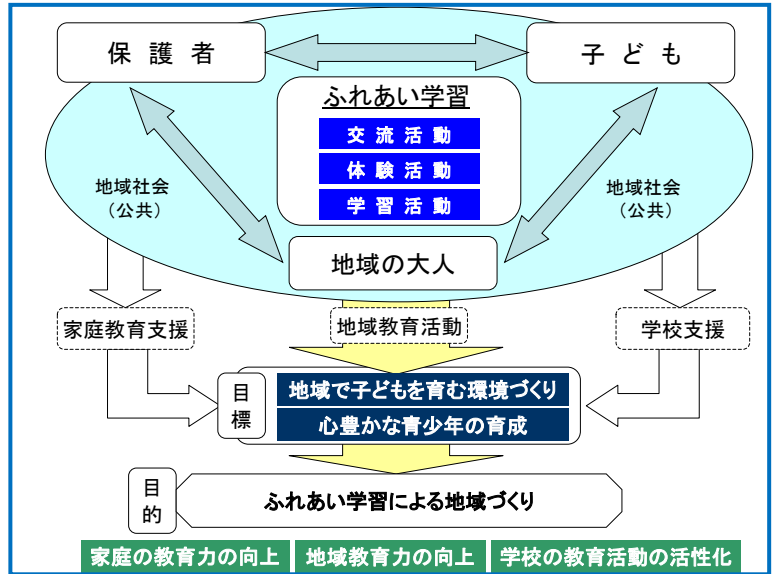 保護者
子ども
ふれあい学習
交流活動
体験活動
学習活動
地域社会
(公共)
地域社会
(公共)
地域の大人
家庭教育支援
地域教育活動
学校支援
目標
地域で子どもを育む環境づくり
心豊かな青少年の育成
目的
ふれあい学習による地域づくり
家庭の教育力の向上
地域教育力の向上
学校の教育活動の活性化